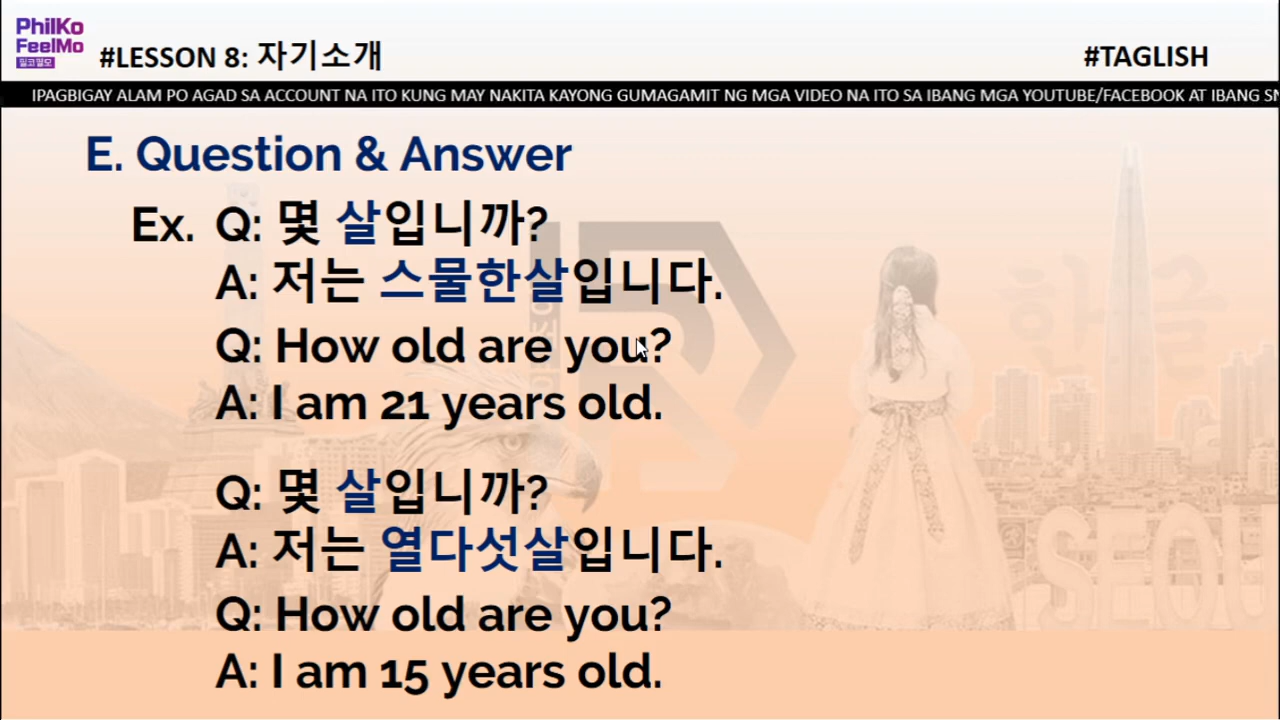 PhilKo
FeelMo
필코필모
#LESSON 8: 자기소개
#TAGLISH
IPAGBIGAY ALAM PO AGAD SA ACCOUNT NA ITO KUNG MAY NAKITA KAYONG GUMAGAMIT NG MGA VIDEO NA ITO SA IBANG MGA YOUTUBE/FACEBOOK AT IBANG
E. Question & Answer
Ex. Q: 몇 살입니까?
A: 저는 스물한살입니다.
Q: How old are you?
A: I am 21 years old.
Q: 몇 살입니까?
A: 저는 열다섯살입니다.
Q: How old are you?
A: I am 15 years old.
한글
SEOUL